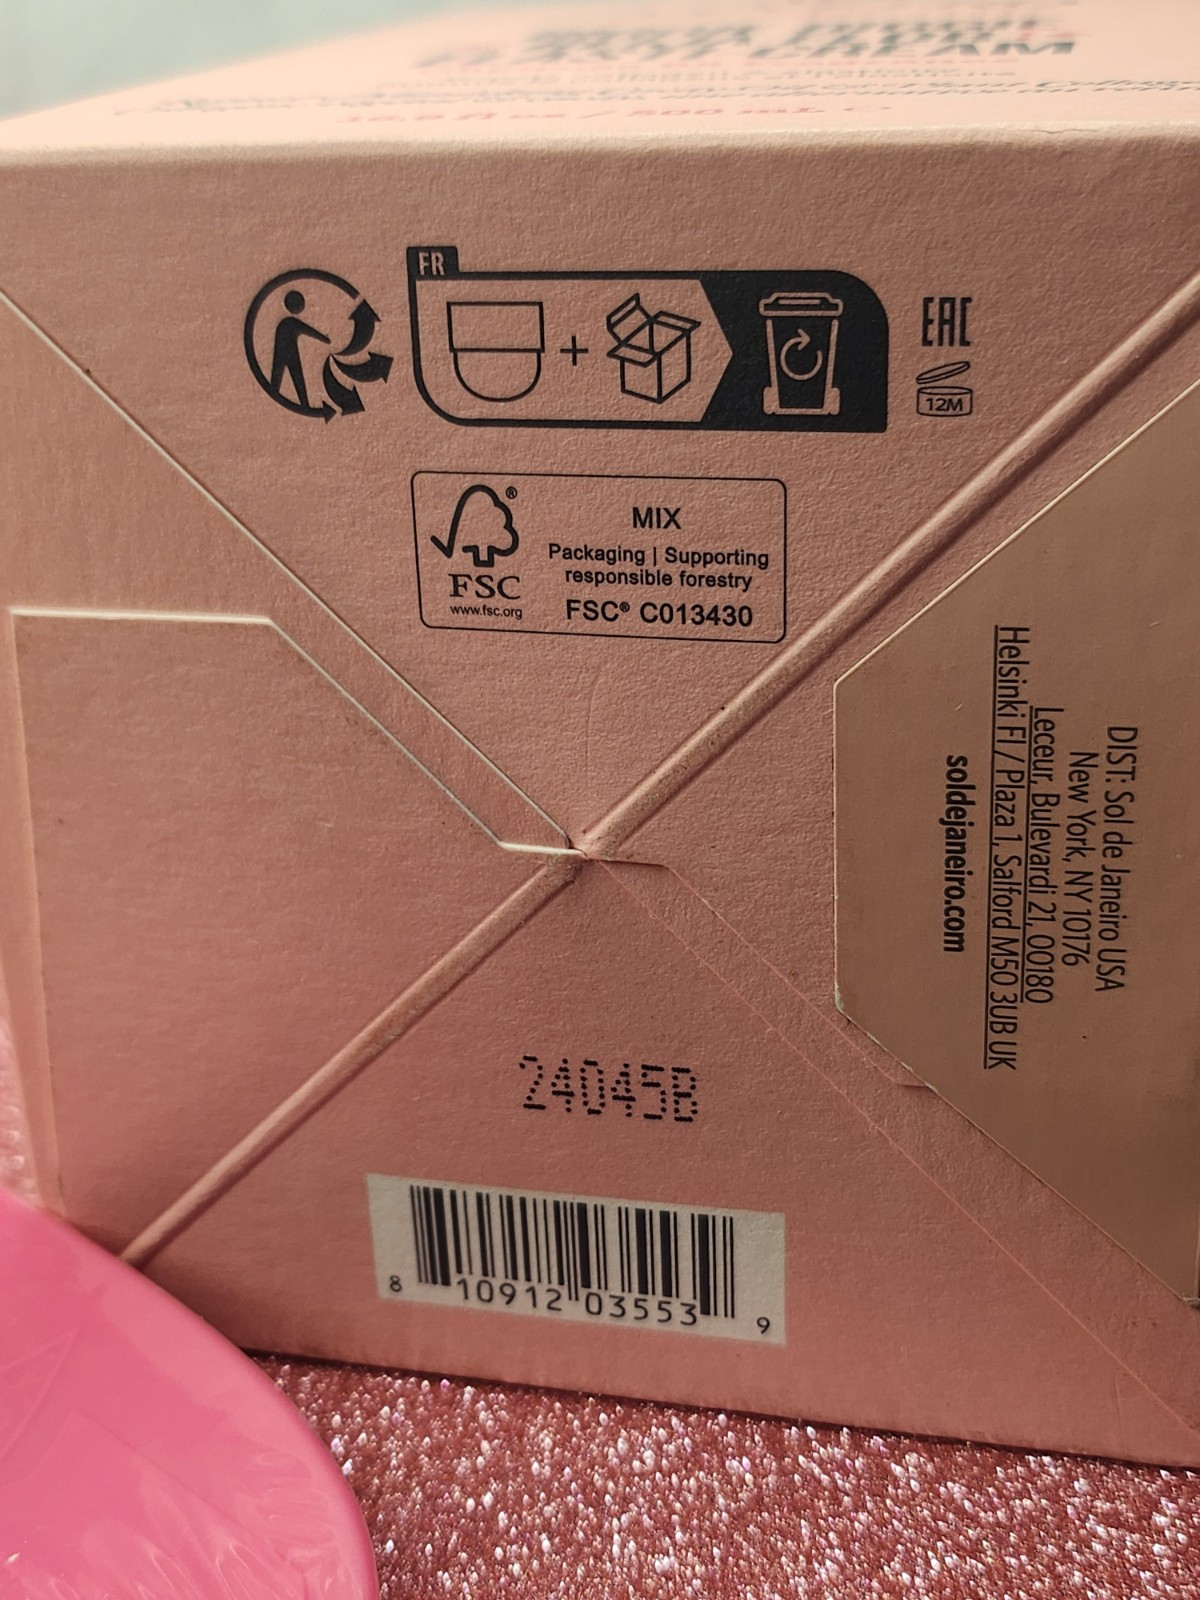 CREAM
FR
EAC
12M
FSC®
www.fsc.org
MIX
Packaging | Supporting
responsible forestry
FSC® C013430
DIST: Sol de Janeiro USA
New York, NY 10176
Leceur, Bulevardi 21, 00180
Helsinki FI / Plaza 1, Salford M50 3UB UK
soldejaneiro.com
24045B
8 10912 03553 9